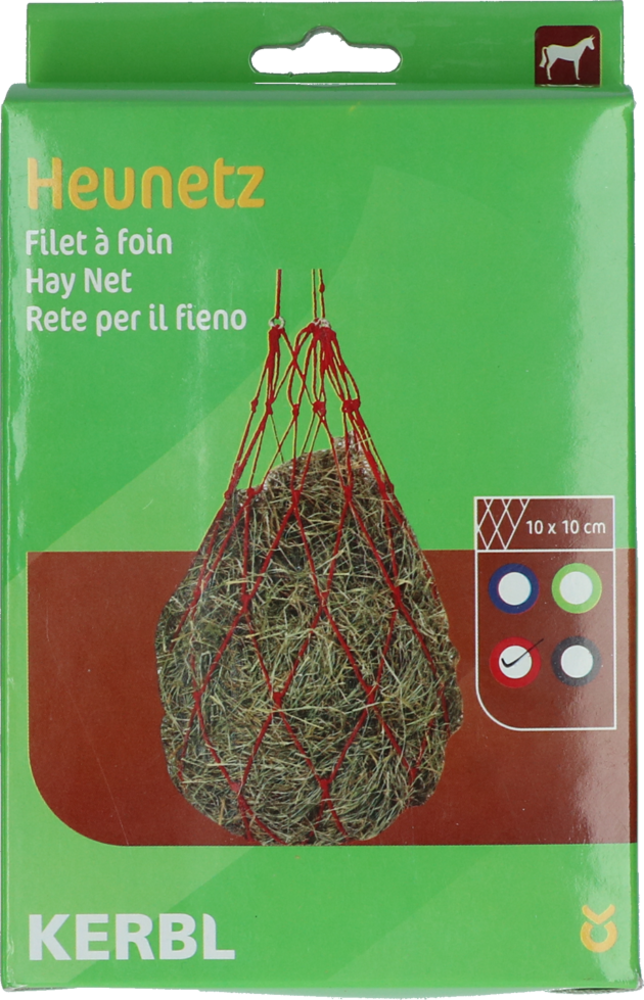 Heunetz
Filet à foin
Hay Net
Rete per il fieno
10 x 10 cm
KERBL